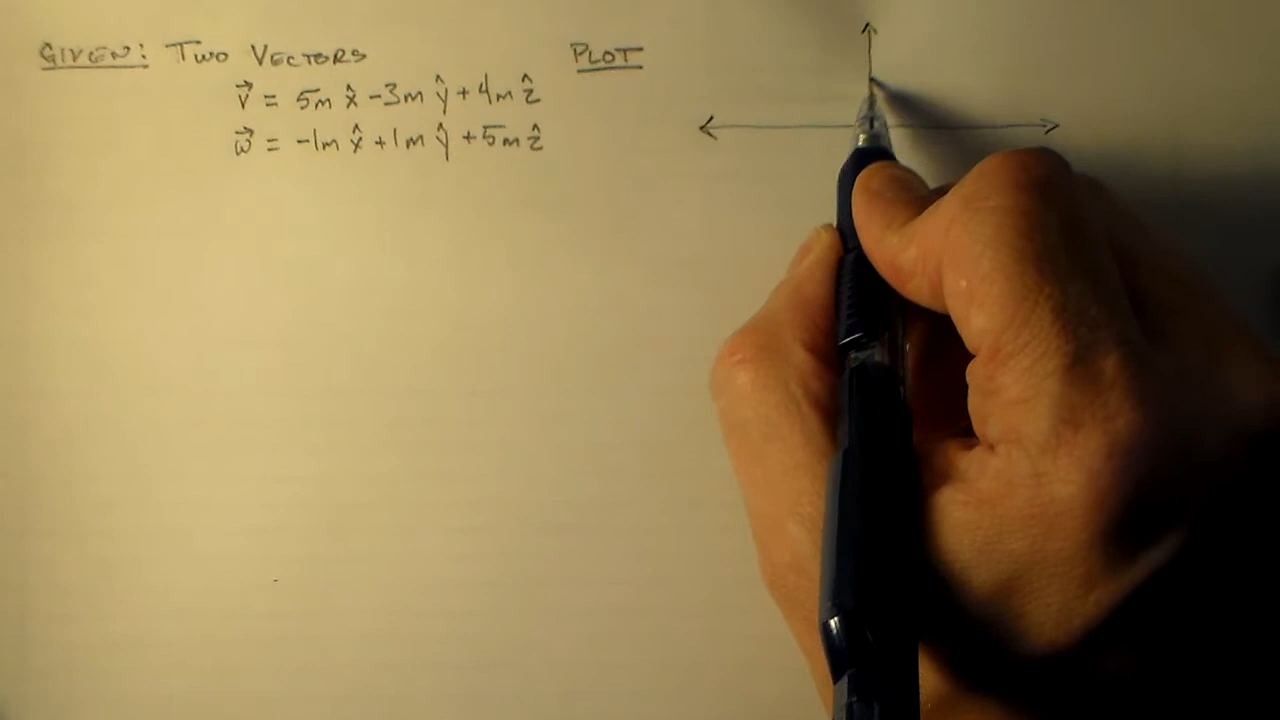 GIVEN: TWO VECTORS
v⃗ = 5m x̂ -3m ŷ + 4m ẑ
w⃗ = -1m x̂ +1m ŷ +5m ẑ
PLOT